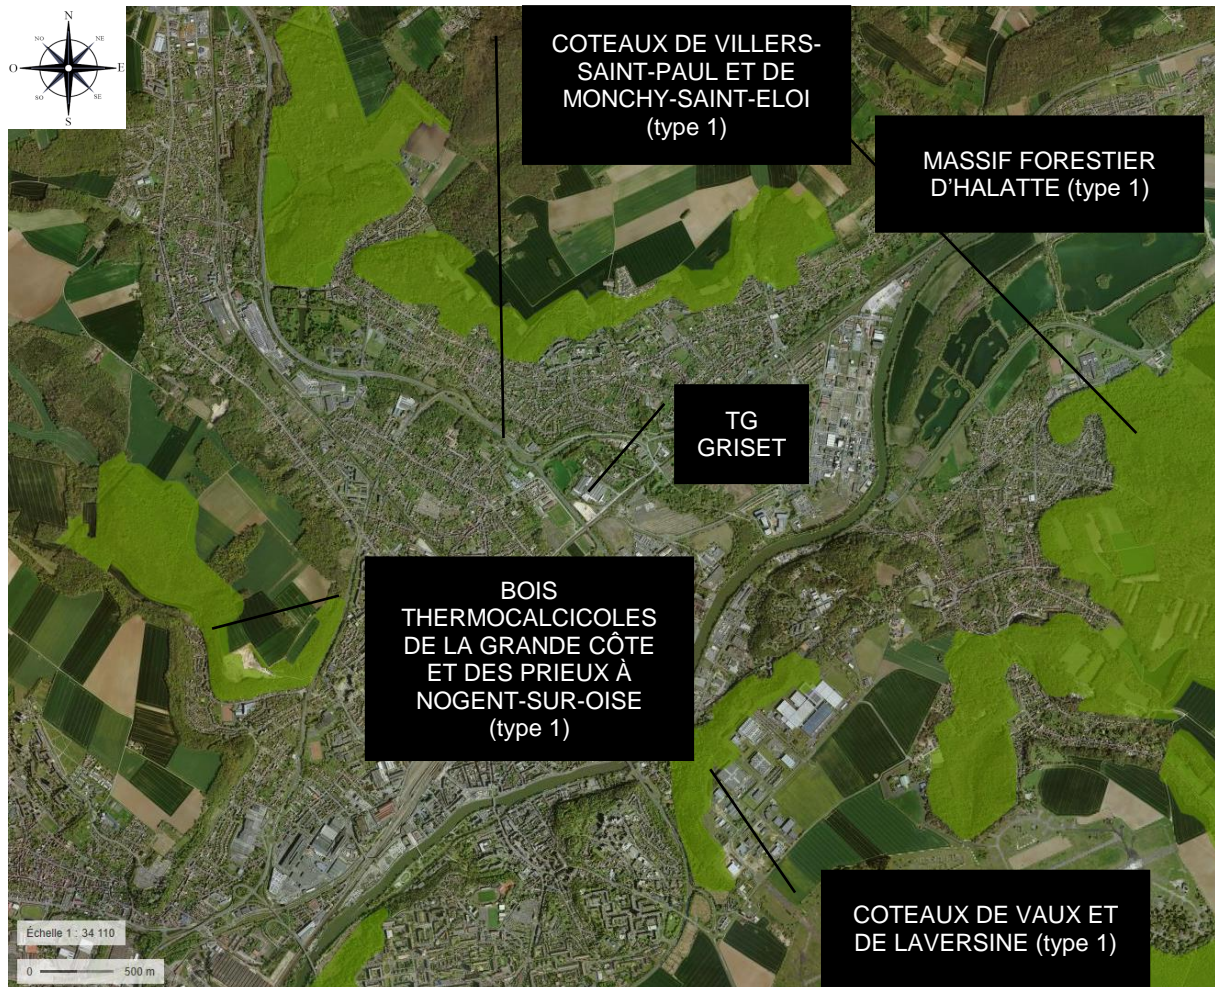 N
NO
NE
O
E
SO
SE
S
COTEAUX DE VILLERS-
SAINT-PAUL ET DE
MONCHY-SAINT-ELOI
(type 1)
MASSIF FORESTIER
D'HALATTE (type 1)
TG
GRISET
BOIS
THERMOCALCICOLES
DE LA GRANDE CÔTE
ET DES PRIEUX À
NOGENT-SUR-OISE
(type 1)
COTEAUX DE VAUX ET
DE LAVERSINE (type 1)
Échelle 1 : 34 110
0 500 m